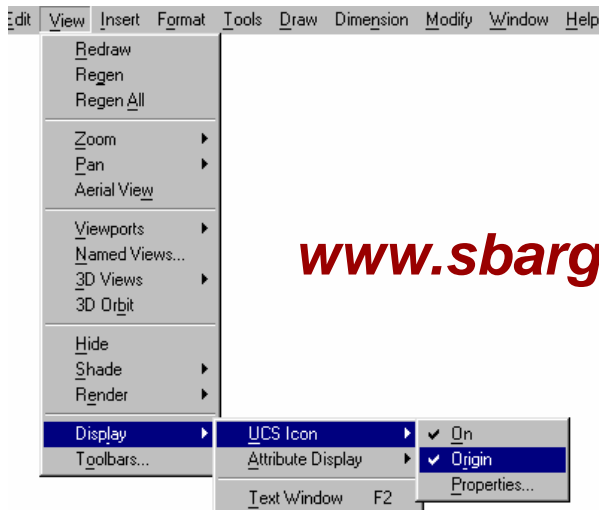 Edit View Insert Format Tools Draw Dimension Modify Window Help
Redraw
Regen
Regen All
Zoom
Pan
Aerial View
Viewports
Named Views...
3D Views
3D Orbit
Hide
Shade
Render
Display
Toolbars...
UCS Icon
Attribute Display
Text Window F2
On
Origin
Properties...
www.sbarg